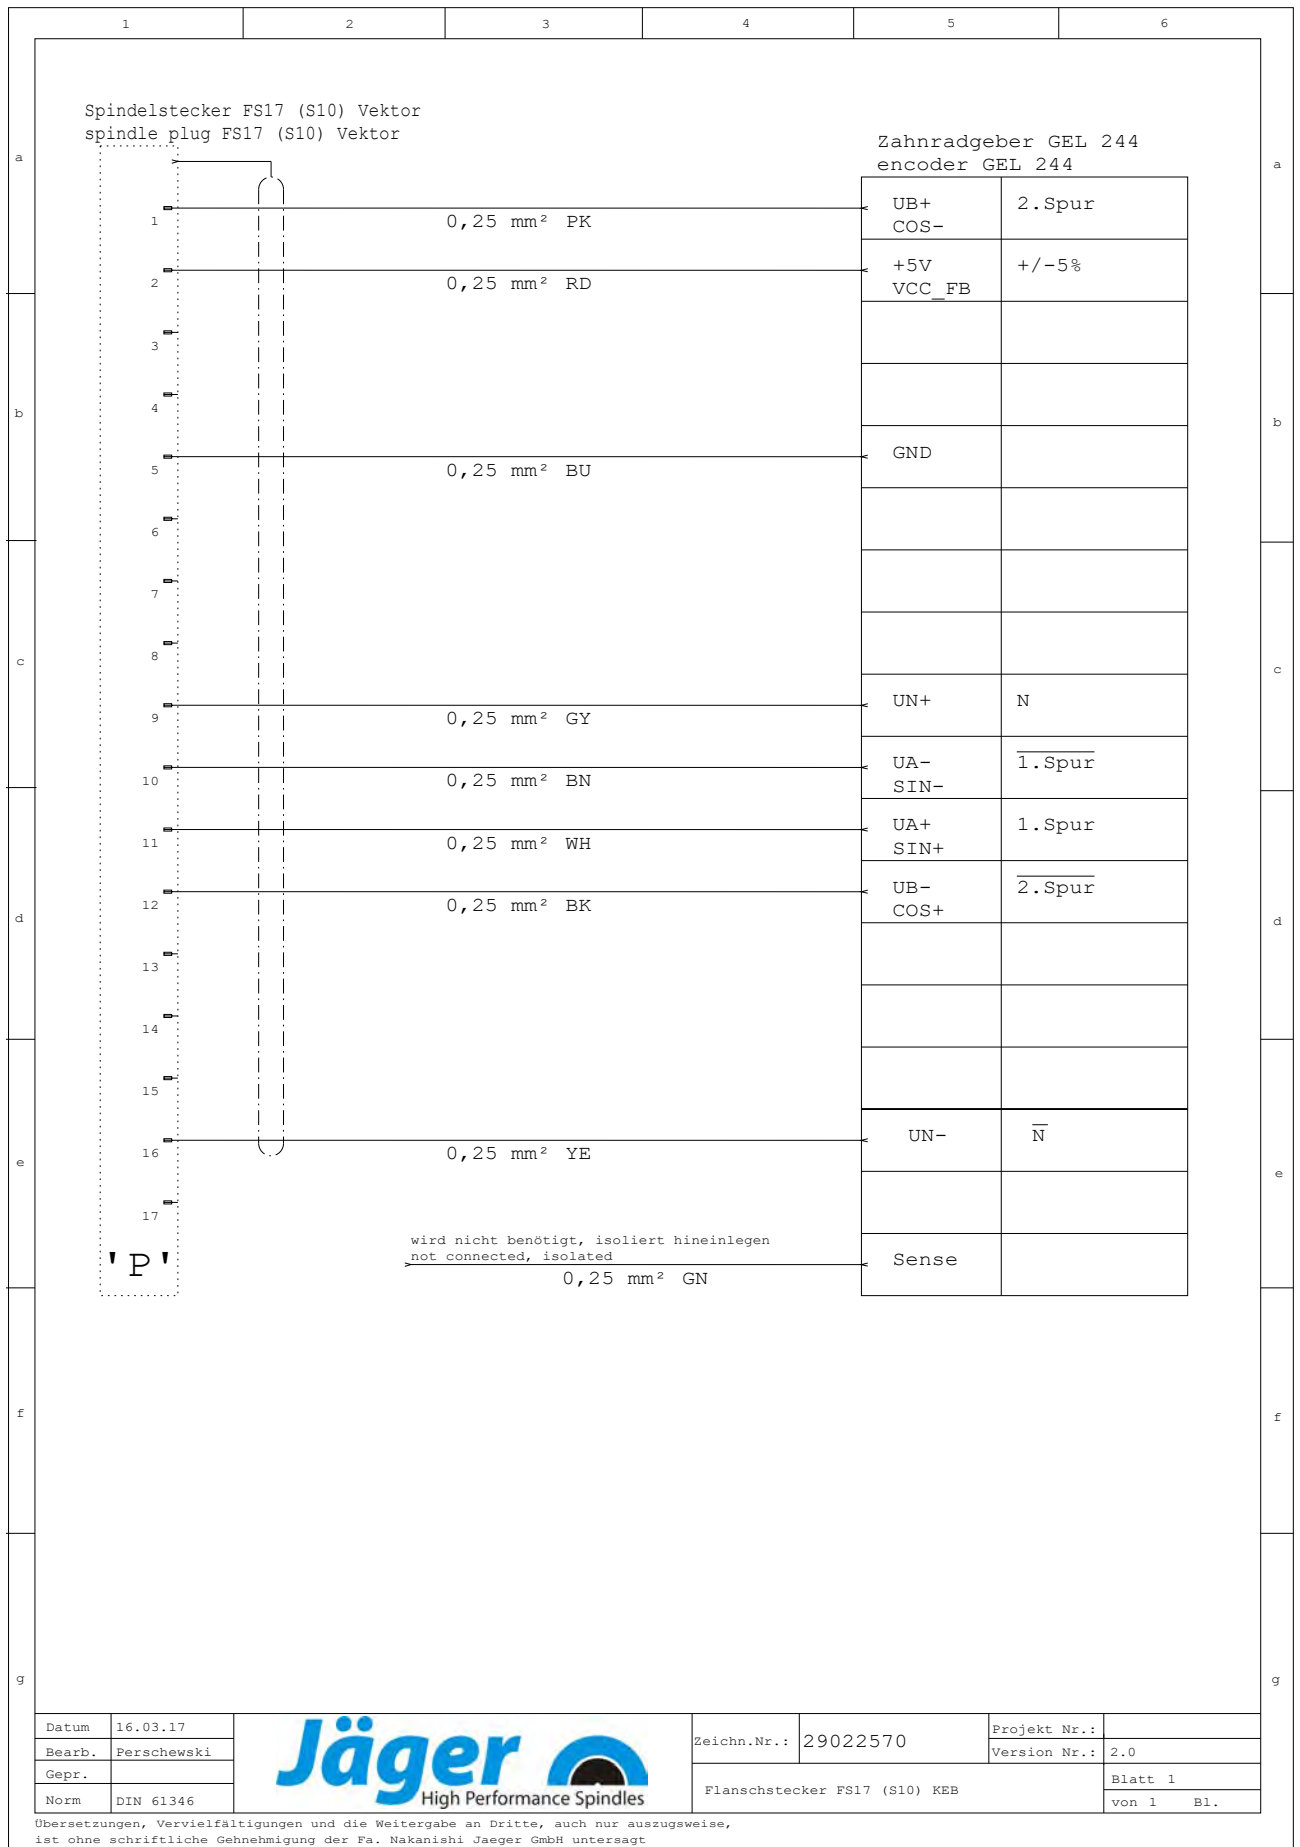 1 2 3 4 5 6
Spindelstecker FS17 (S10) Vektor
spindle plug FS17 (S10) Vektor
Zahnradgeber GEL 244
encoder GEL 244
a a
1 0,25 mm² PK UB+ 2.Spur
COS-
2 0,25 mm² RD +5V +/-5%
VCC_FB
3
4
b b
5 0,25 mm² BU GND
6
7
8
c c
9 0,25 mm² GY UN+ N
10 0,25 mm² BN UA- 1.Spur
SIN-
11 0,25 mm² WH UA+ 1.Spur
SIN+
12 0,25 mm² BK UB- 2.Spur
COS+
d d
13
14
15
16 0,25 mm² YE UN- N
e e
17
wird nicht benötigt, isoliert hineinlegen
not connected, isolated
'P' 0,25 mm² GN Sense
f f
g g
Datum 16.03.17
Bearb. Perschewski
Gepr.
Norm DIN 61346
Jäger
High Performance Spindles
Zeichn.Nr.: 29022570
Projekt Nr.:
Version Nr.: 2.0
Flanschstecker FS17 (S10) KEB
Blatt 1
von 1 Bl.
Übersetzungen, Vervielfältigungen und die Weitergabe an Dritte, auch nur auszugsweise,
ist ohne schriftliche Gehnehmigung der Fa. Nakanishi Jaeger GmbH untersagt